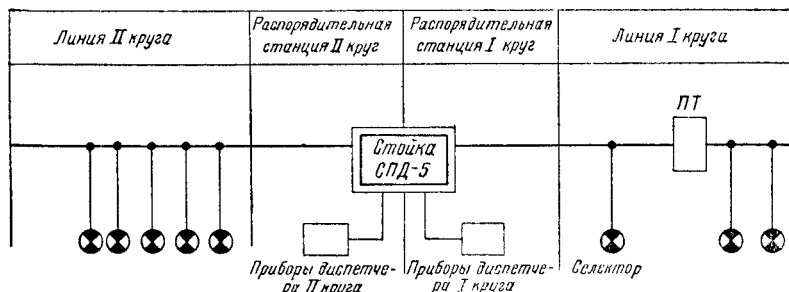 Линия II круга
Распорядительная
станция II круг
Распорядительная
станция I круг
Линия I круга
ПТ
Стойка
СПД-5
Приборы диспетче-
ра II круга
Приборы диспетче-
ра I круга
Селектор